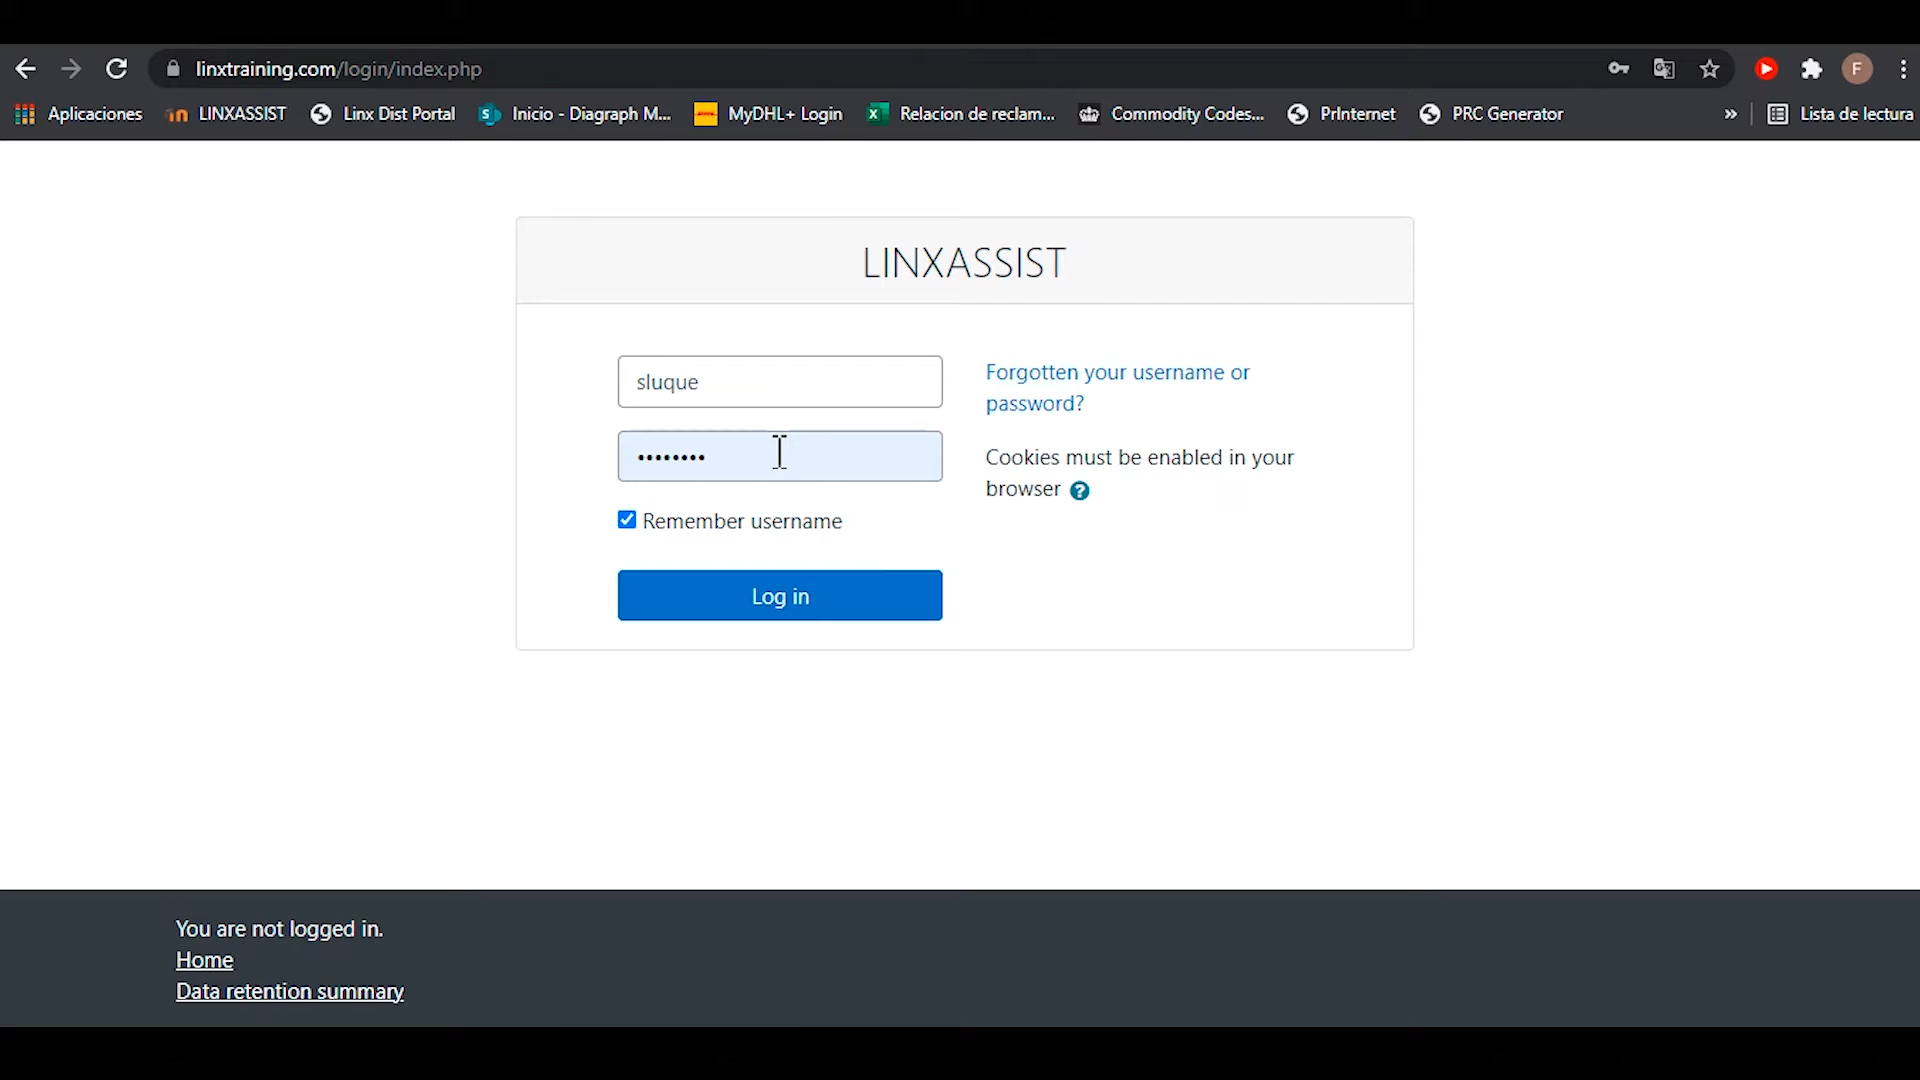 linxtraining.com/login/index.php
F
Aplicaciones LINXASSIST Linx Dist Portal Inicio - Diagraph M... MyDHL+ Login Relacion de reclam... Commodity Codes... PrInternet PRC Generator » Lista de lectura
LINXASSIST
sluque
Forgotten your username or
password?
••••••••
Cookies must be enabled in your
browser ?
Remember username
Log in
You are not logged in.
Home
Data retention summary